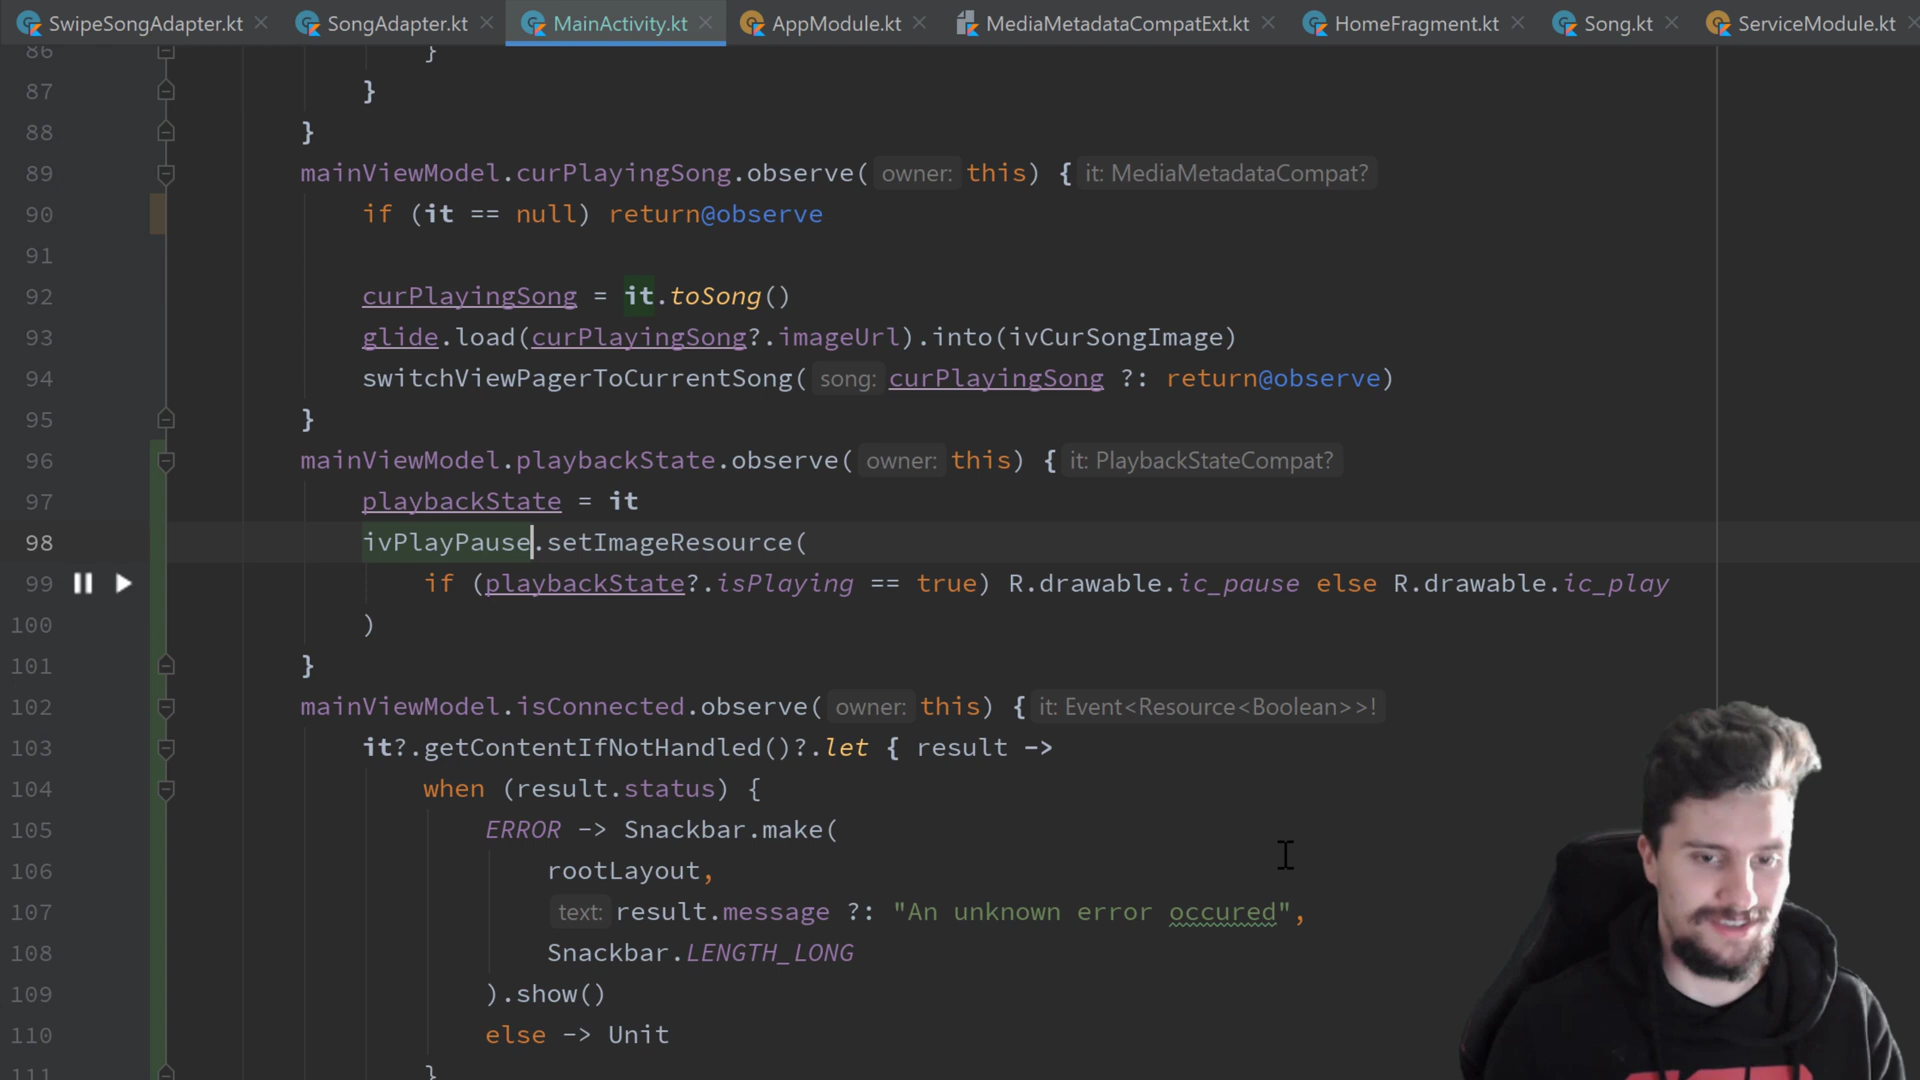 SwipeSongAdapter.kt SongAdapter.kt MainActivity.kt AppModule.kt MediaMetadataCompatExt.kt HomeFragment.kt Song.kt ServiceModule.kt
86 }
87 }
88 }
89 mainViewModel.curPlayingSong.observe( owner: this) { it: MediaMetadataCompat?
90 if (it == null) return@observe
91
92 curPlayingSong = it.toSong()
93 glide.load(curPlayingSong?.imageUrl).into(ivCurSongImage)
94 switchViewPagerToCurrentSong( song: curPlayingSong ?: return@observe)
95 }
96 mainViewModel.playbackState.observe( owner: this) { it: PlaybackStateCompat?
97 playbackState = it
98 ivPlayPause.setImageResource(
99 if (playbackState?.isPlaying == true) R.drawable.ic_pause else R.drawable.ic_play
100 )
101 }
102 mainViewModel.isConnected.observe( owner: this) { it: Event<Resource<Boolean>>!
103 it?.getContentIfNotHandled()?.let { result ->
104 when (result.status) {
105 ERROR -> Snackbar.make(
106 rootLayout,
107 text: result.message ?: "An unknown error occured",
108 Snackbar.LENGTH_LONG
109 ).show()
110 else -> Unit
111 }